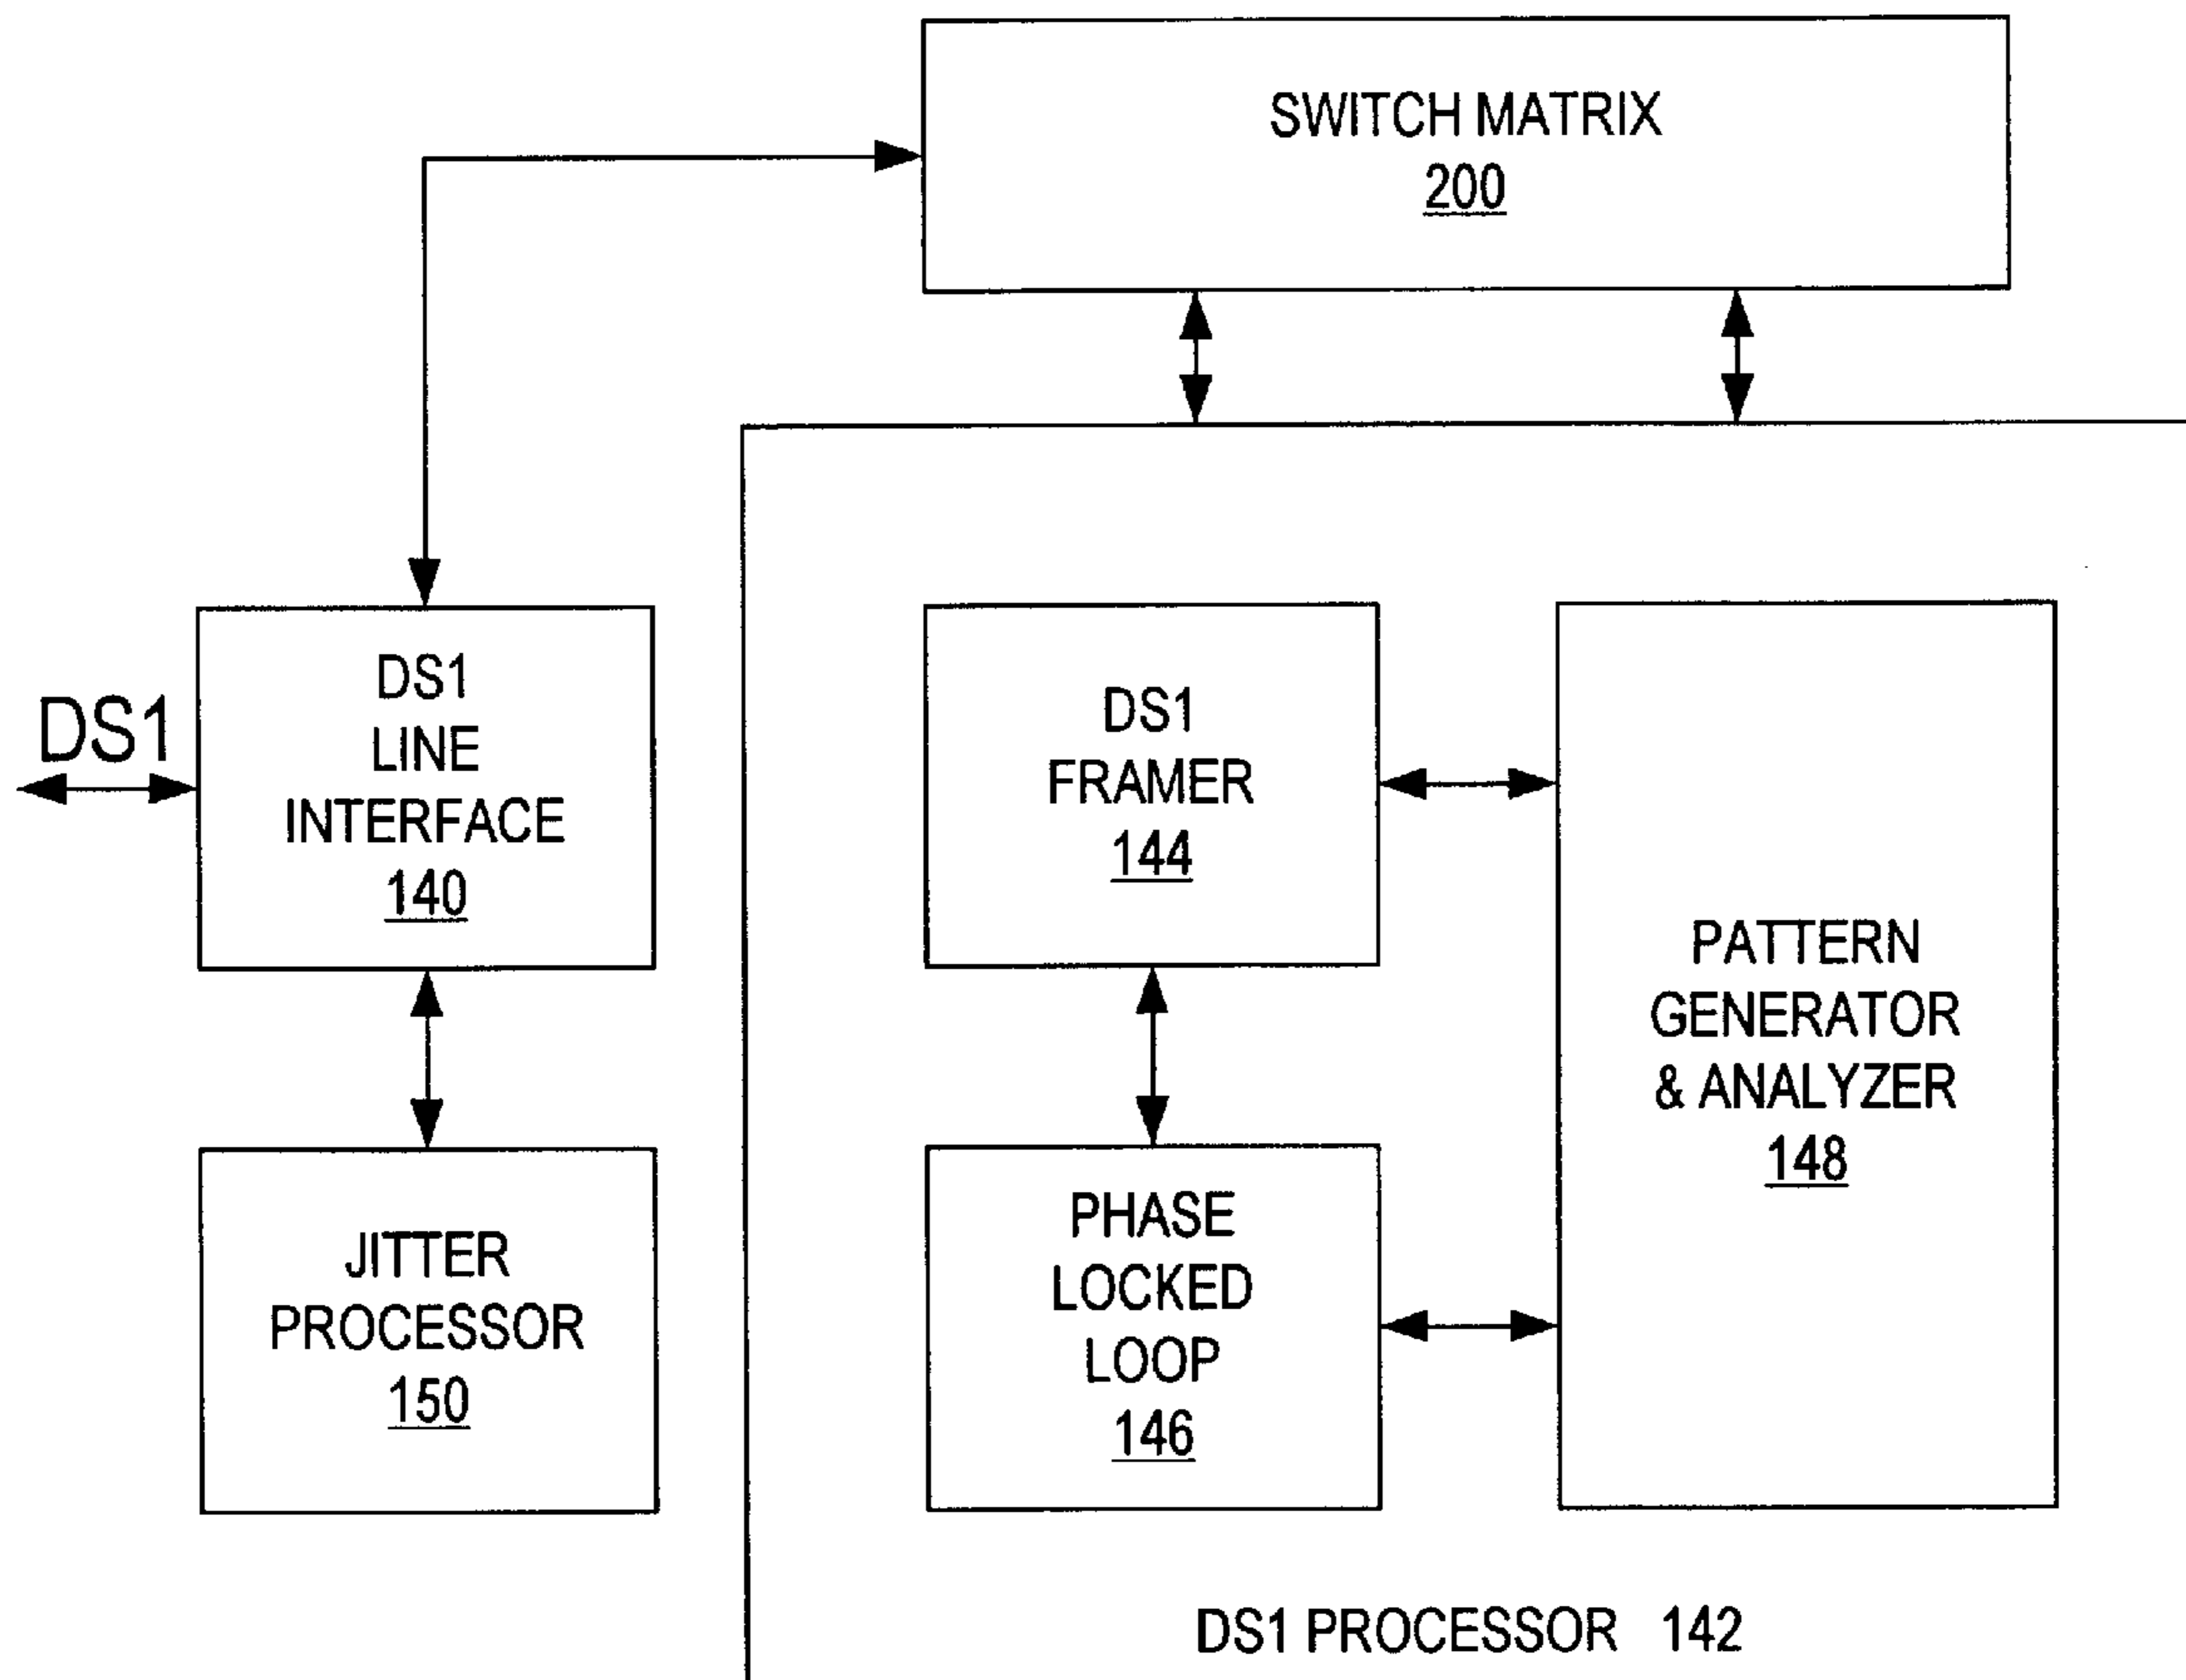 SWITCH MATRIX
200
DS1
DS1
LINE
INTERFACE
140
DS1
FRAMER
144
PATTERN
GENERATOR
& ANALYZER
148
JITTER
PROCESSOR
150
PHASE
LOCKED
LOOP
146
DS1 PROCESSOR 142